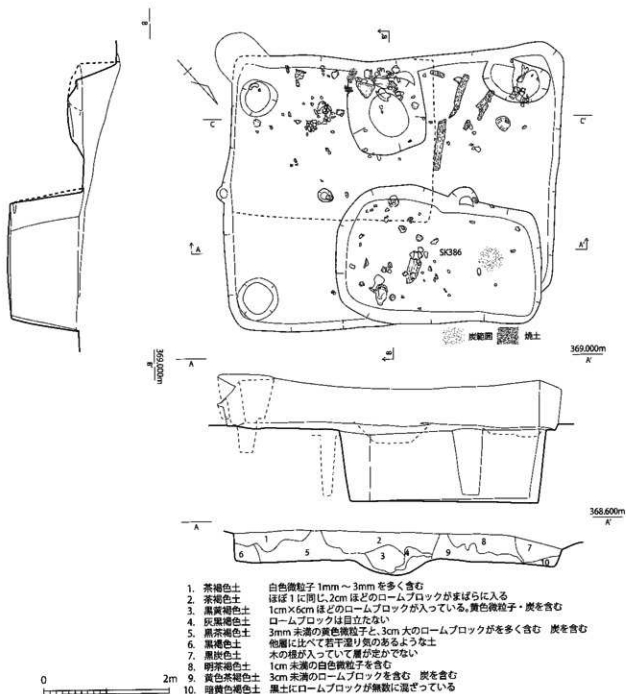 B
B
C
C'
A
A'
SK386
炭範囲 焼土
B
369.000m
B'
A
369.000m
A'
A
368.600m
A'
1 2 3 4 5 6 7 8 9 10
1. 茶褐色土 白色微粒子 1mm ~ 3mm を多く含む
2. 茶褐色土 ほぼ 1 に同じ、2cm ほどのロームブロックがまばらに入る
3. 黒黄褐色土 1cm×6cm ほどのロームブロックが入っている。黄色微粒子・炭を含む
4. 灰黒褐色土 ロームブロックは目立たない
5. 黒茶褐色土 3mm 未満の黄色微粒子と、3cm 大のロームブロックがを多く含む 炭を含む
6. 黒褐色土 他層に比べて若干湿り気のあるような土
7. 黒炭色土 木の根が入っていて層が定かでない
8. 明茶褐色土 1cm 未満の白色微粒子を含む
9. 黄色茶褐色土 3cm 未満のロームブロックを含む 炭を含む
10. 暗黄色褐色土 黒土にロームブロックが無数に混ざっている
0 2m